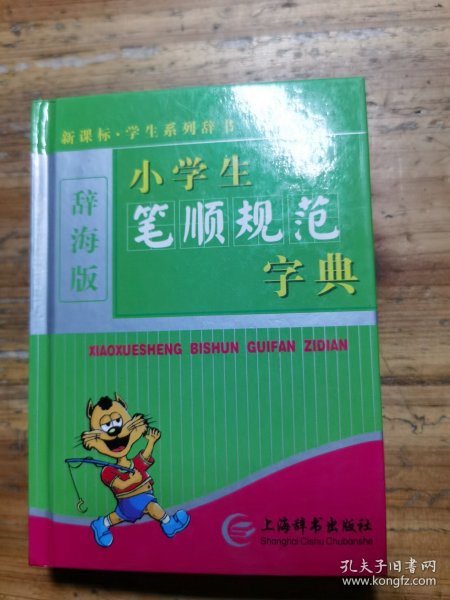 新课标·学生系列辞书
辞海版
小学生
笔顺规范
字典
XIAOXUESHENG BISHUN GUIFAN ZIDIAN
上海辞书出版社
Shanghai Cishu Chubanshe
孔夫子旧书网
www.kongfz.com